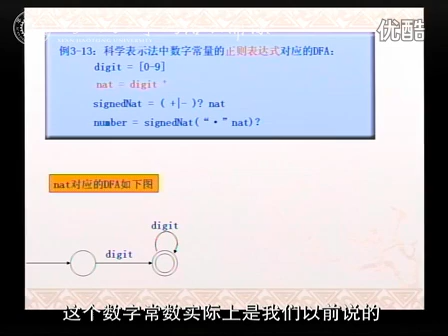 优酷
例3-13：科学表示法中数字常量的正则表达式对应的DFA：
digit = [0-9]
nat = digit +
signedNat = ( +|- )? nat
number = signedNat(“·”nat)?
nat对应的DFA如下图
digit
digit
这个数字常数实际上是我们以前说的